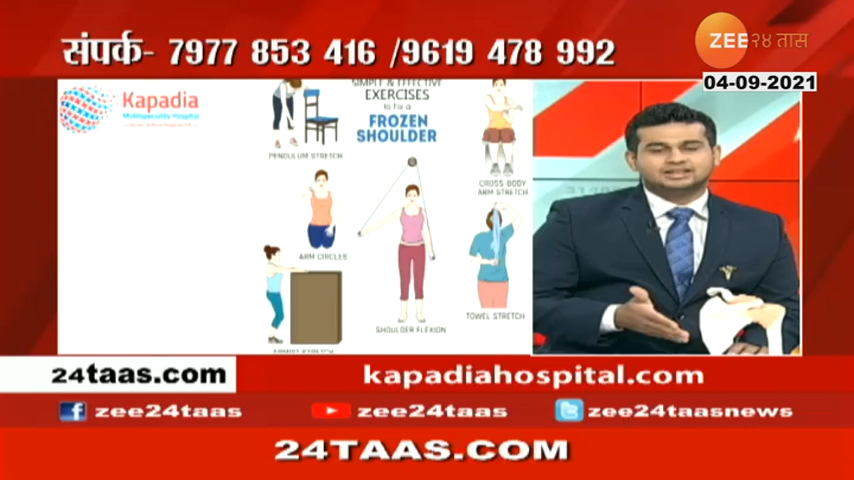 संपर्क- 7977 853 416 /9619 478 992
ZEE २४ तास
04-09-2021
Kapadia
Multispeciality Hospital
SIMPLE & EFFECTIVE
EXERCISES
to fix a
FROZEN
SHOULDER
PENDULUM STRETCH
CROSS BODY
ARM STRETCH
ARM CIRCLES
TOWEL STRETCH
SHOULDER FLEXION
24taas.com
kapadiahospital.com
zee24taas
zee24taas
zee24taasnews
24TAAS.COM